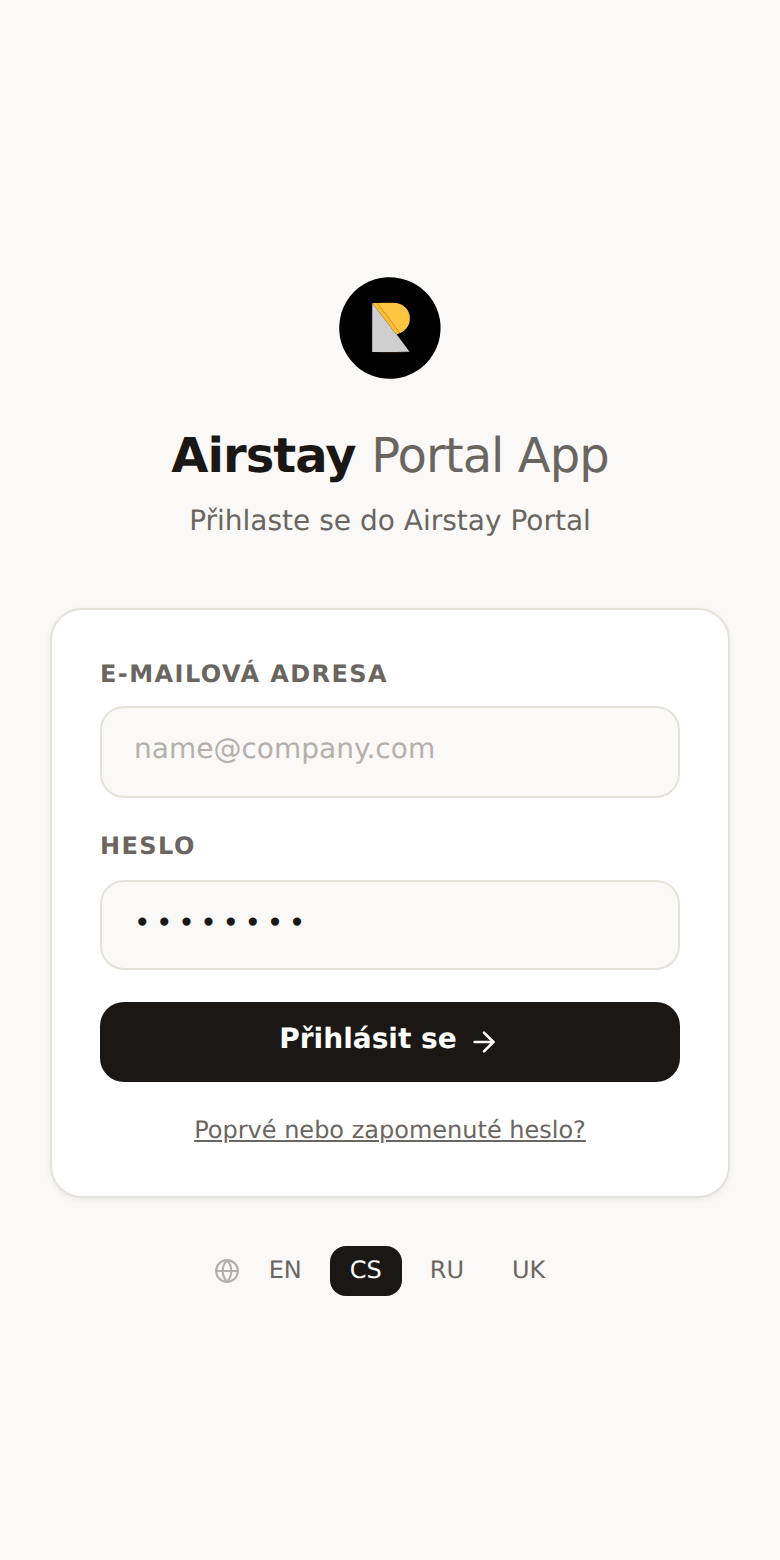 Airstay Portal App
Přihlaste se do Airstay Portal
E-MAILOVÁ ADRESA
name@company.com
HESLO
••••••••
Přihlásit se →
Poprvé nebo zapomenuté heslo?
EN CS RU UK